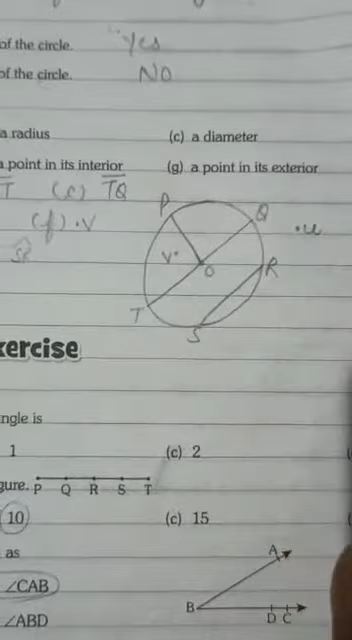 of the circle. Yes
of the circle. NO
a radius (c) a diameter
a point in its interior (g) a point in its exterior
T (c) TQ
(f) .V
P
Q
.u
V
O
R
T
S
xercise
ngle is
1 (c) 2
gure. P Q R S T
10 (c) 15
as
A
∠CAB
B
D C
∠ABD